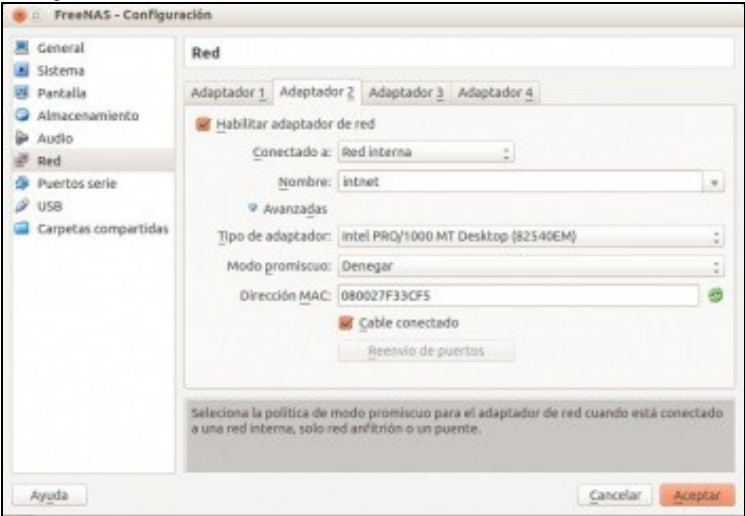 FreeNAS - Configuración
General
Sistema
Pantalla
Almacenamiento
Audio
Red
Puertos serie
USB
Carpetas compartidas
Red
Adaptador 1 Adaptador 2 Adaptador 3 Adaptador 4
Habilitar adaptador de red
Conectado a: Red interna
Nombre: intnet
Avanzadas
Tipo de adaptador: Intel PRO/1000 MT Desktop (82540EM)
Modo promiscuo: Denegar
Dirección MAC: 080027F33CF5
Cable conectado
Reenvío de puertos
Selecciona la política de modo promiscuo para el adaptador de red cuando está conectado
a una red interna, solo red anfitrión o un puente.
Ayuda Cancelar Aceptar